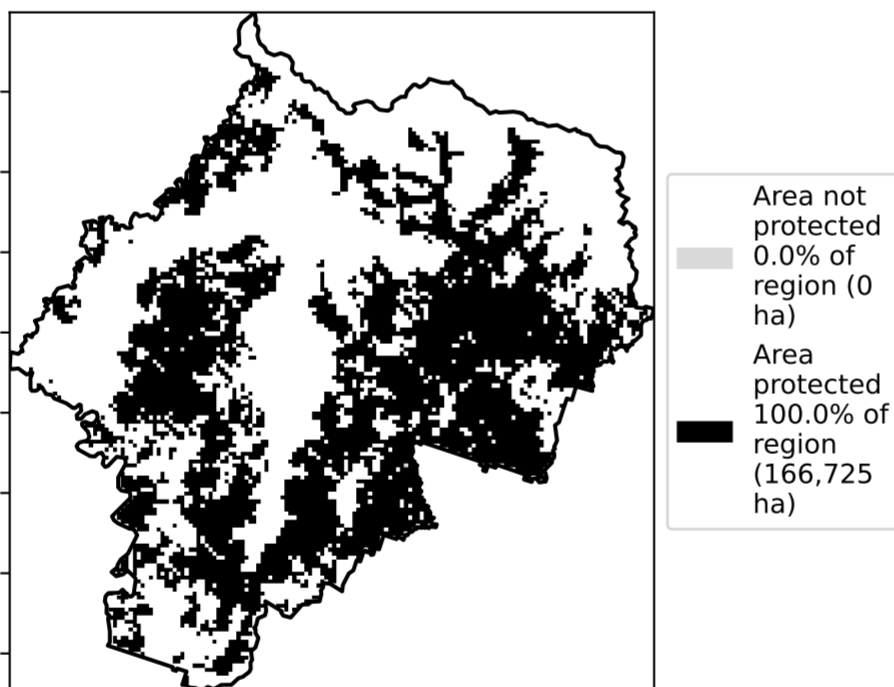 Area not
protected
0.0% of
region (0
ha)
Area
protected
100.0% of
region
(166,725
ha)